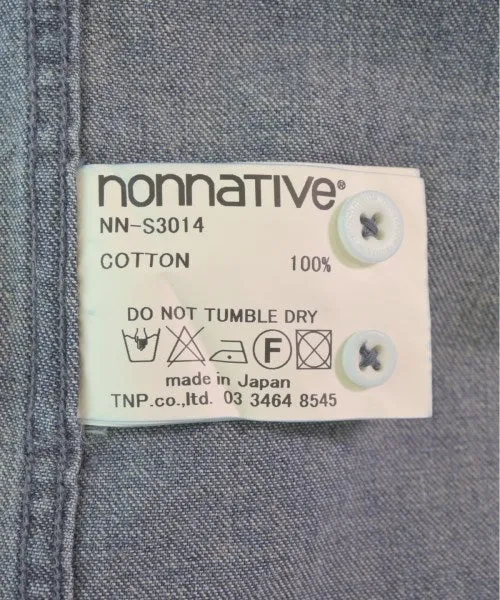 nonnative®
NN-S3014
COTTON 100%
DO NOT TUMBLE DRY
F
made in Japan
TNP.co.,ltd. 03 3464 8545